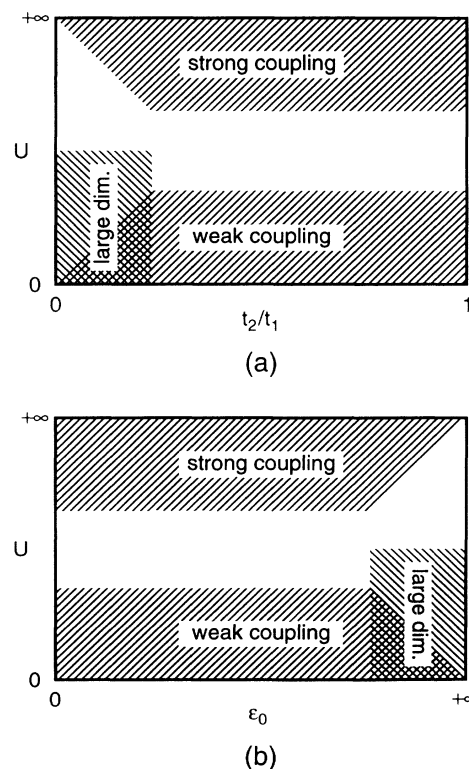 +∞
strong coupling
U
large dim.
weak coupling
0
0
t₂/t₁
1
(a)
+∞
strong coupling
U
large dim.
weak coupling
0
0
ε₀
(b)